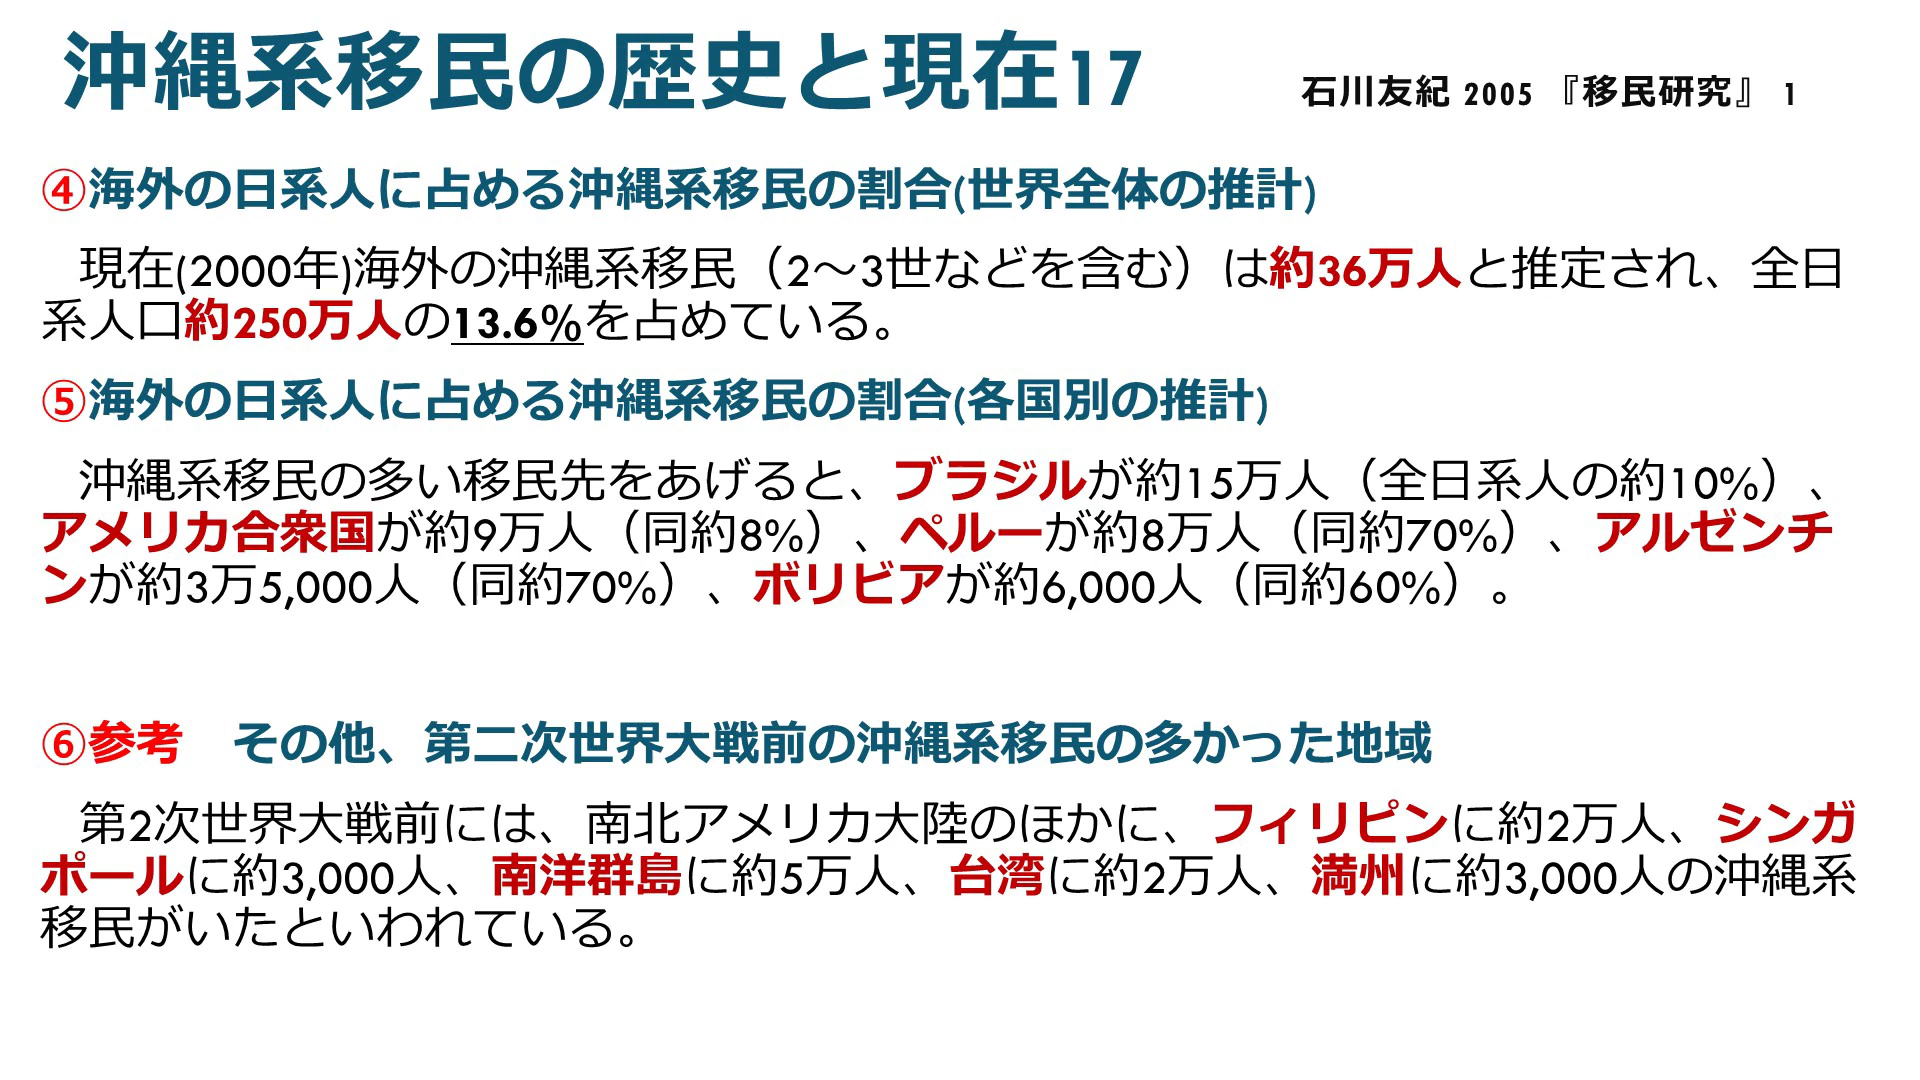 沖縄系移民の歴史と現在17
石川友紀 2005 『移民研究』 1
④海外の日系人に占める沖縄系移民の割合(世界全体の推計)
現在(2000年)海外の沖縄系移民（2～3世などを含む）は約36万人と推定され、全日
系人口約250万人の13.6%を占めている。
⑤海外の日系人に占める沖縄系移民の割合(各国別の推計)
沖縄系移民の多い移民先をあげると、ブラジルが約15万人（全日系人の約10%）、
アメリカ合衆国が約9万人（同約8%）、ペルーが約8万人（同約70%）、アルゼンチ
ンが約3万5,000人（同約70%）、ボリビアが約6,000人（同約60%）。
⑥参考　その他、第二次世界大戦前の沖縄系移民の多かった地域
第2次世界大戦前には、南北アメリカ大陸のほかに、フィリピンに約2万人、シンガ
ポールに約3,000人、南洋群島に約5万人、台湾に約2万人、満州に約3,000人の沖縄系
移民がいたといわれている。